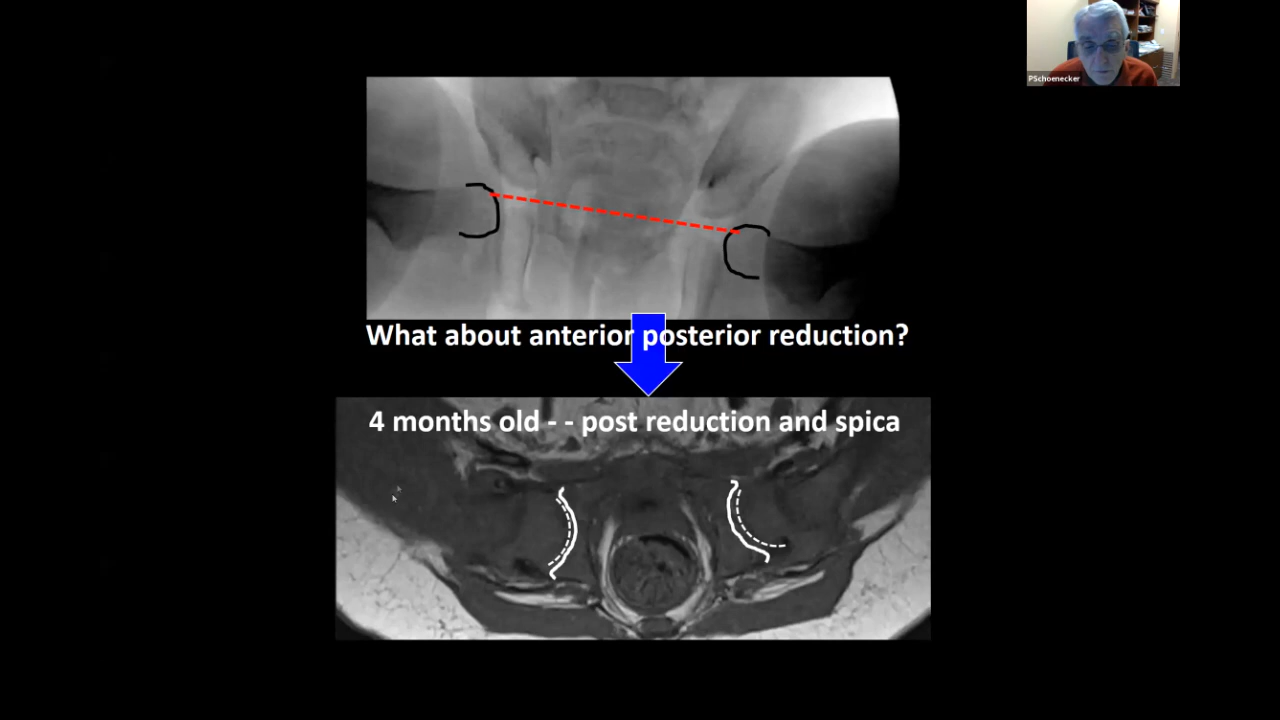 PSchoenecker
What about anterior posterior reduction?
4 months old - - post reduction and spica